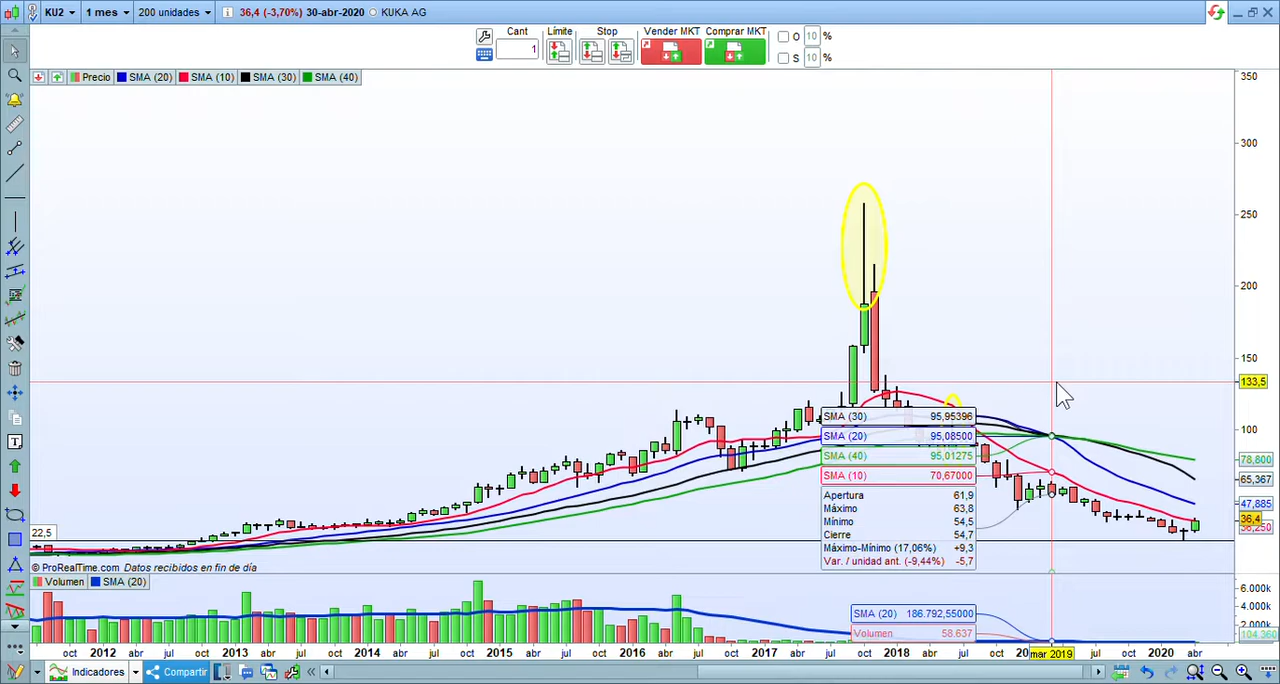 KU2 1 mes 200 unidades 36,4 (-3,70%) 30-abr-2020 KUKA AG
Cant Límite Stop Vender MKT Comprar MKT O 10 %
1 S 10 %
Precio SMA (20) SMA (10) SMA (30) SMA (40)
350
300
250
200
150
133,5
100
78,800
65,367
47,885
36,4
SMA (30) 95,95396
SMA (20) 95,08500
SMA (40) 95,01275
SMA (10) 70,67000
Apertura 61,9
Máximo 63,8
Mínimo 54,5
Cierre 54,7
Máximo-Mínimo (17,06%) +9,3
Var. / unidad ant. (-9,44%) -5,7
22,5
© ProRealTime.com Datos recibidos en fin de día
Volumen SMA (20)
6.000k
4.000k
2.000k
104.360
SMA (20) 186.792,55000
Volumen 58.637
oct 2012 abr jul oct 2013 abr jul oct 2014 abr jul oct 2015 abr jul oct 2016 abr jul oct 2017 abr jul oct 2018 abr jul oct 20 mar 2019 jul oct 2020 abr
Indicadores Compartir